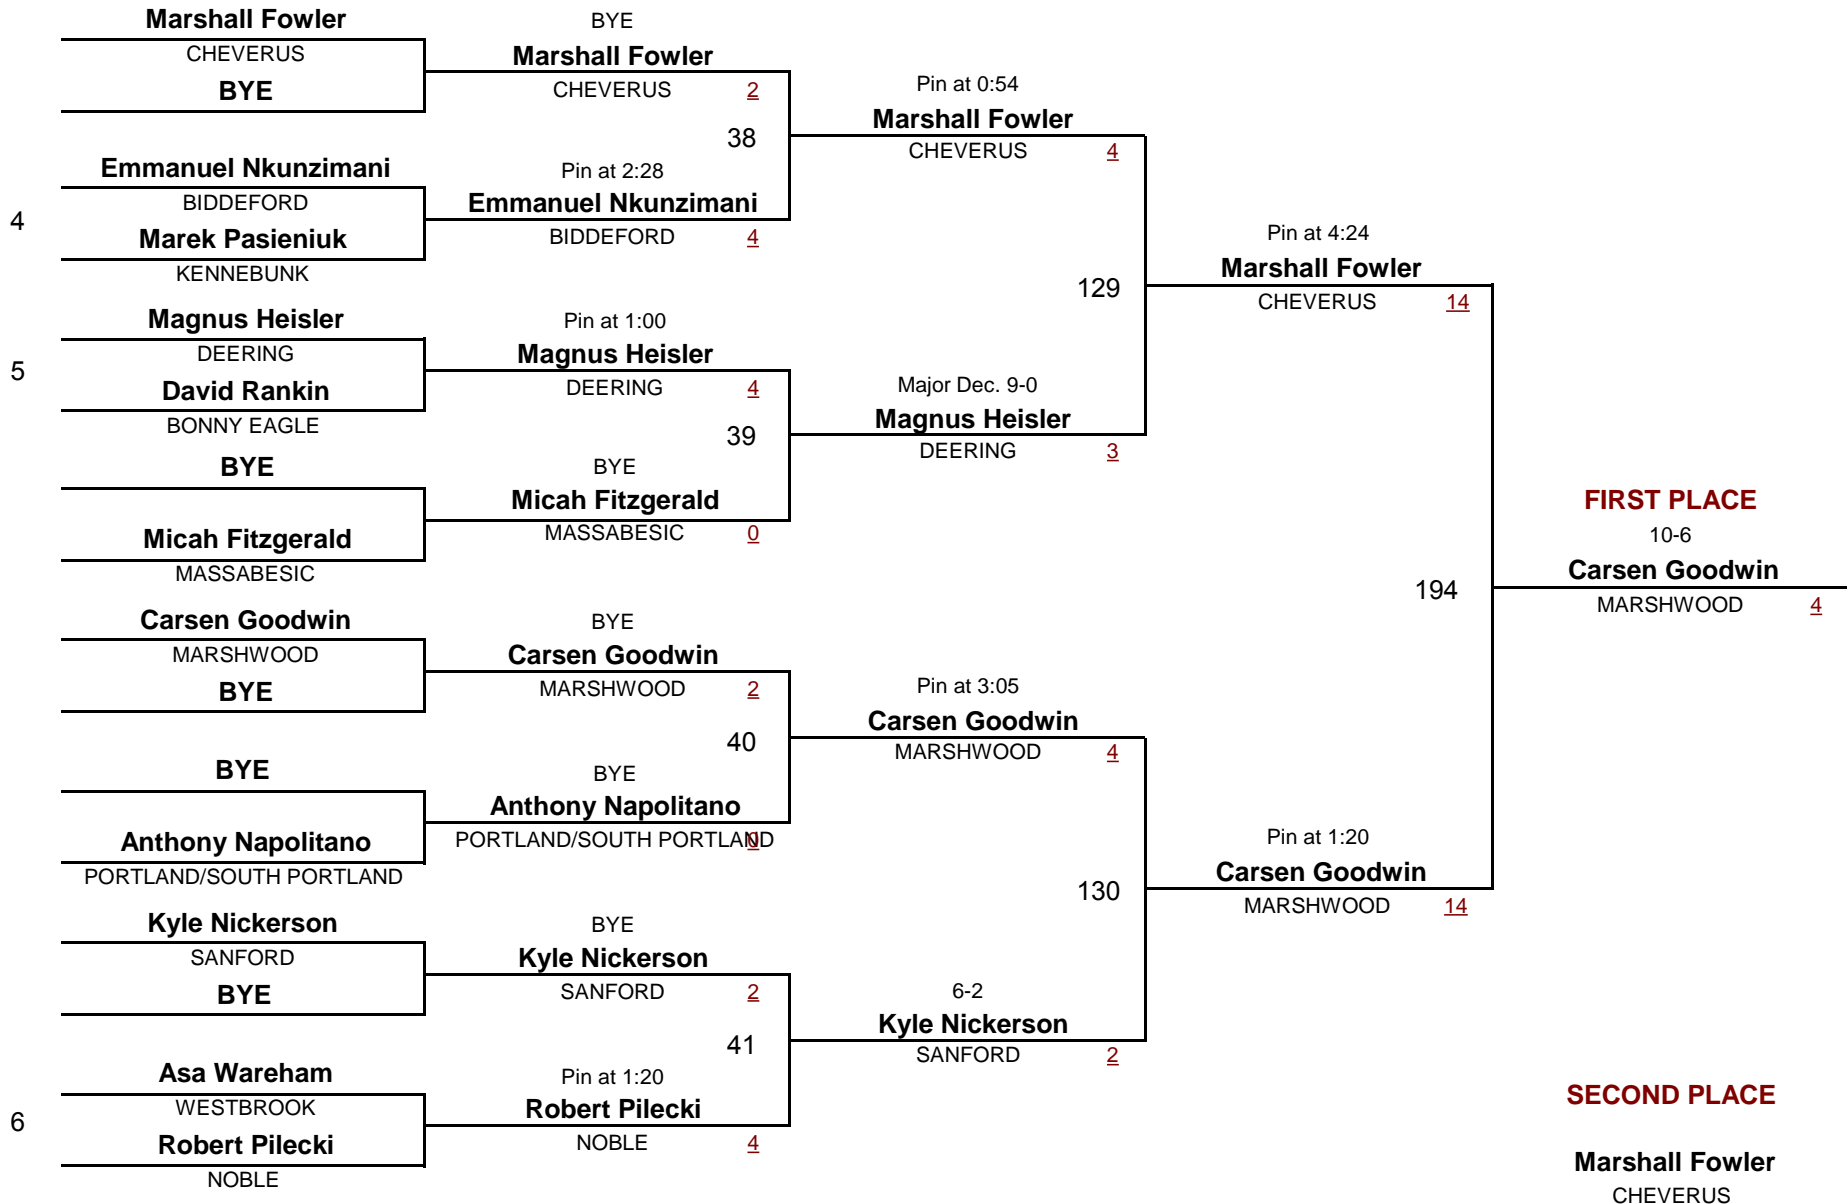 Marshall Fowler
CHEVERUS
BYE
4
Emmanuel Nkunzimani
BIDDEFORD
Marek Pasieniuk
KENNEBUNK
5
Magnus Heisler
DEERING
David Rankin
BONNY EAGLE
BYE
Micah Fitzgerald
MASSABESIC
Carsen Goodwin
MARSHWOOD
BYE
BYE
Anthony Napolitano
PORTLAND/SOUTH PORTLAND
Kyle Nickerson
SANFORD
BYE
6
Asa Wareham
WESTBROOK
Robert Pilecki
NOBLE
BYE
Marshall Fowler
CHEVERUS 2
38
Pin at 2:28
Emmanuel Nkunzimani
BIDDEFORD 4
Pin at 1:00
Magnus Heisler
DEERING 4
39
BYE
Micah Fitzgerald
MASSABESIC 0
BYE
Carsen Goodwin
MARSHWOOD 2
40
BYE
Anthony Napolitano
PORTLAND/SOUTH PORTLAND 0
BYE
Kyle Nickerson
SANFORD 2
41
Pin at 1:20
Robert Pilecki
NOBLE 4
Pin at 0:54
Marshall Fowler
CHEVERUS 4
129
Major Dec. 9-0
Magnus Heisler
DEERING 3
Pin at 3:05
Carsen Goodwin
MARSHWOOD 4
130
6-2
Kyle Nickerson
SANFORD 2
Pin at 4:24
Marshall Fowler
CHEVERUS 14
194
Pin at 1:20
Carsen Goodwin
MARSHWOOD 14
FIRST PLACE
10-6
Carsen Goodwin
MARSHWOOD 4
SECOND PLACE
Marshall Fowler
CHEVERUS